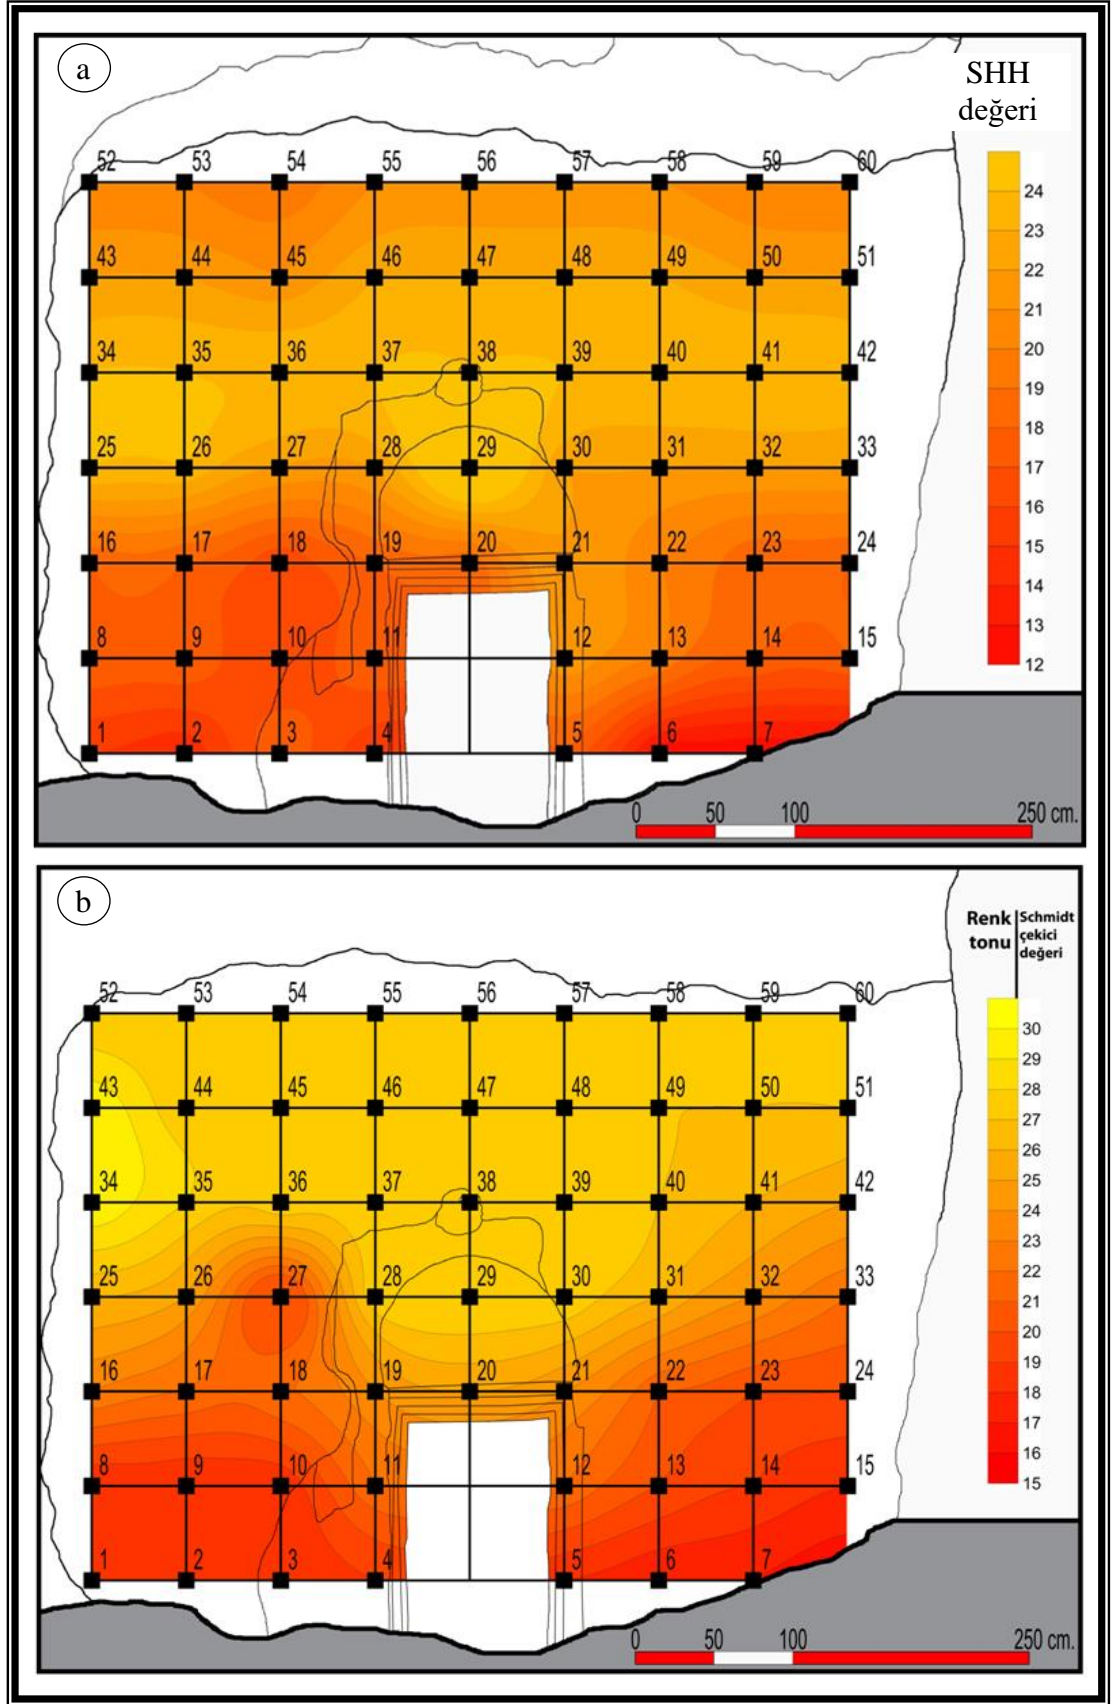 a
SHH
değeri
52 53 54 55 56 57 58 59 60
43 44 45 46 47 48 49 50 51
34 35 36 37 38 39 40 41 42
25 26 27 28 29 30 31 32 33
16 17 18 19 20 21 22 23 24
8 9 10 11 12 13 14 15
1 2 3 4 5 6 7
24
23
22
21
20
19
18
17
16
15
14
13
12
0 50 100 250 cm.
b
Renk tonu
Schmidt çekici değeri
52 53 54 55 56 57 58 59 60
43 44 45 46 47 48 49 50 51
34 35 36 37 38 39 40 41 42
25 26 27 28 29 30 31 32 33
16 17 18 19 20 21 22 23 24
8 9 10 11 12 13 14 15
1 2 3 4 5 6 7
30
29
28
27
26
25
24
23
22
21
20
19
18
17
16
15
0 50 100 250 cm.